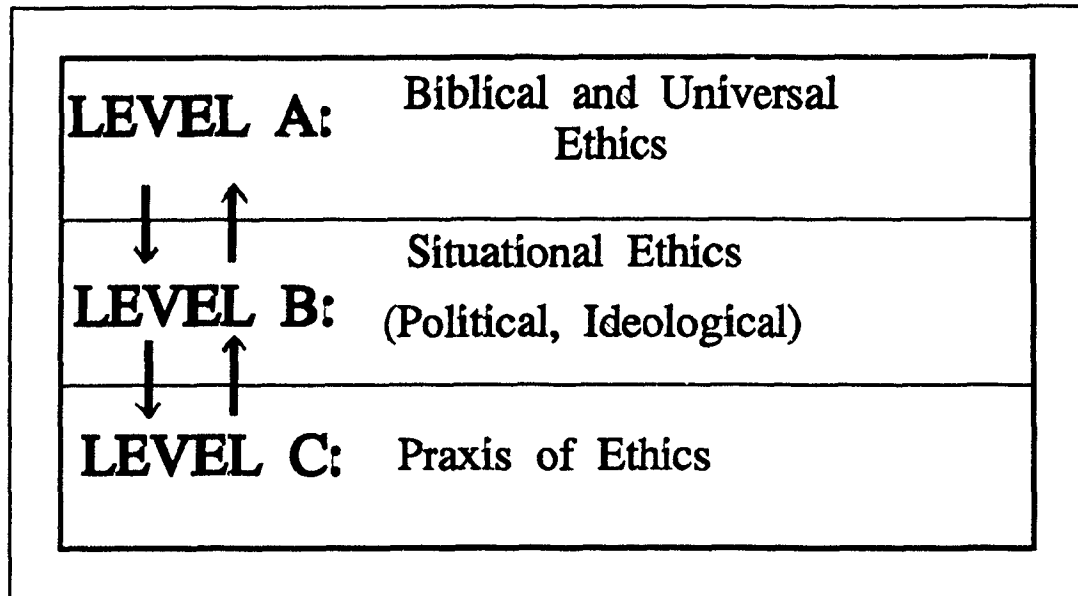 LEVEL A: Biblical and Universal
Ethics
Situational Ethics
LEVEL B: (Political, Ideological)
LEVEL C: Praxis of Ethics